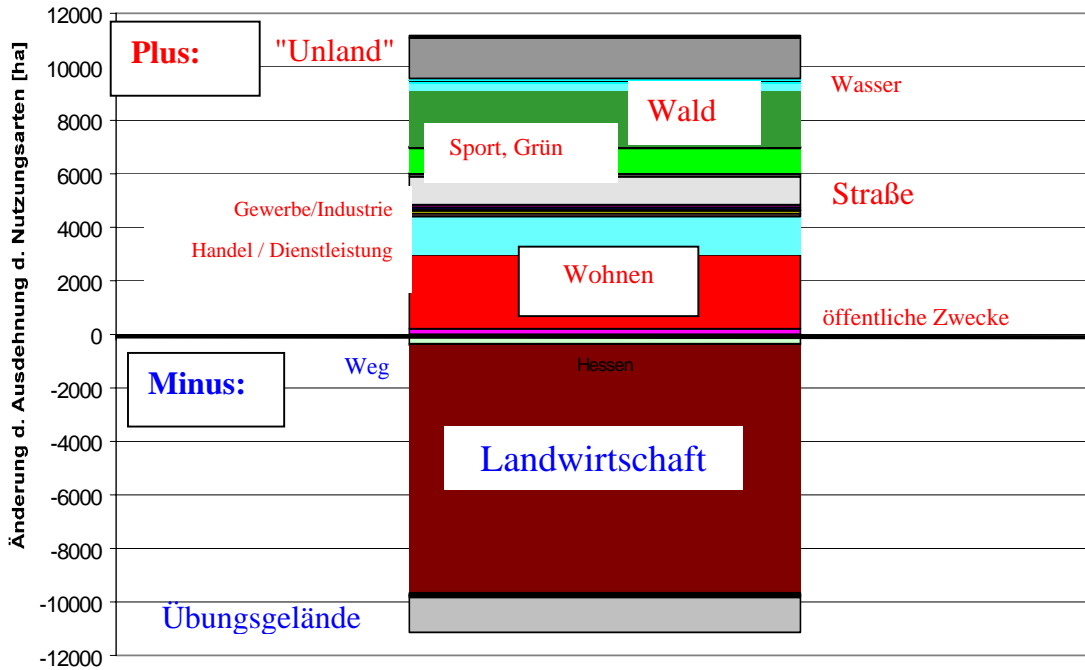 Änderung d. Ausdehnung d. Nutzungsarten [ha]
12000
10000
8000
6000
4000
2000
0
-2000
-4000
-6000
-8000
-10000
-12000
Plus:
"Unland"
Wasser
Wald
Sport, Grün
Straße
Gewerbe/Industrie
Handel / Dienstleistung
Wohnen
öffentliche Zwecke
Weg
Hessen
Minus:
Landwirtschaft
Übungsgelände